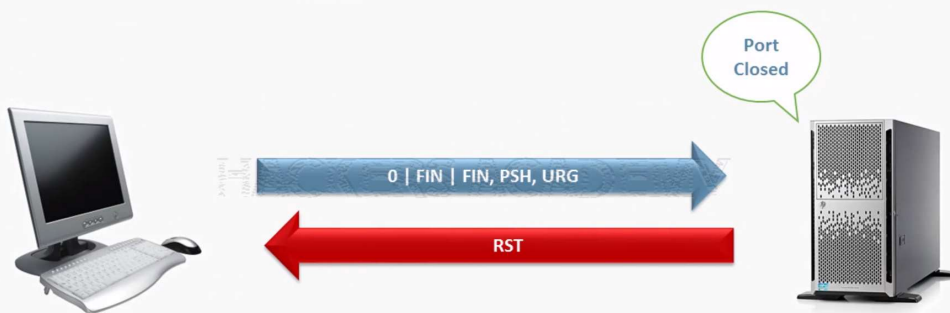 Port
Closed
0 | FIN | FIN, PSH, URG
RST